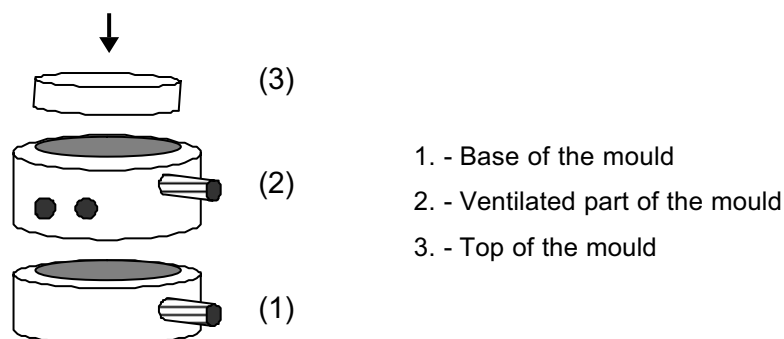 (3)
(2)
(1)
1. - Base of the mould
2. - Ventilated part of the mould
3. - Top of the mould